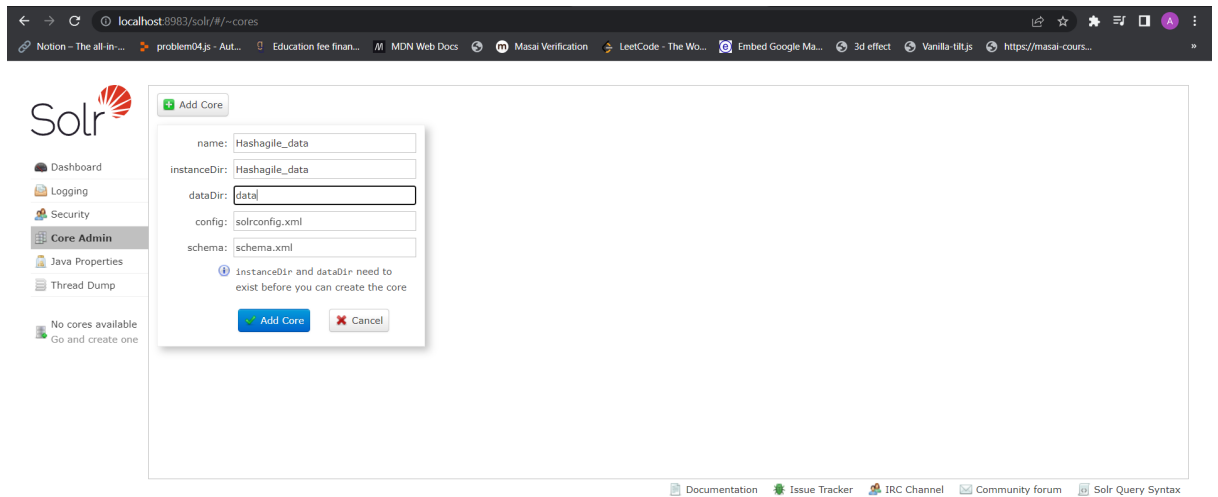 localhost:8983/solr/#/~cores
A
Notion – The all-in-... problem04.js - Aut... Education fee finan... MDN Web Docs Masai Verification LeetCode - The Wo... Embed Google Ma... 3d effect Vanilla-tilt.js https://masai-cours... »
Solr
Dashboard
Logging
Security
Core Admin
Java Properties
Thread Dump
No cores available
Go and create one
Add Core
name: Hashagile_data
instanceDir: Hashagile_data
dataDir: data
config: solrconfig.xml
schema: schema.xml
instanceDir and dataDir need to
exist before you can create the core
Add Core Cancel
Documentation Issue Tracker IRC Channel Community forum Solr Query Syntax